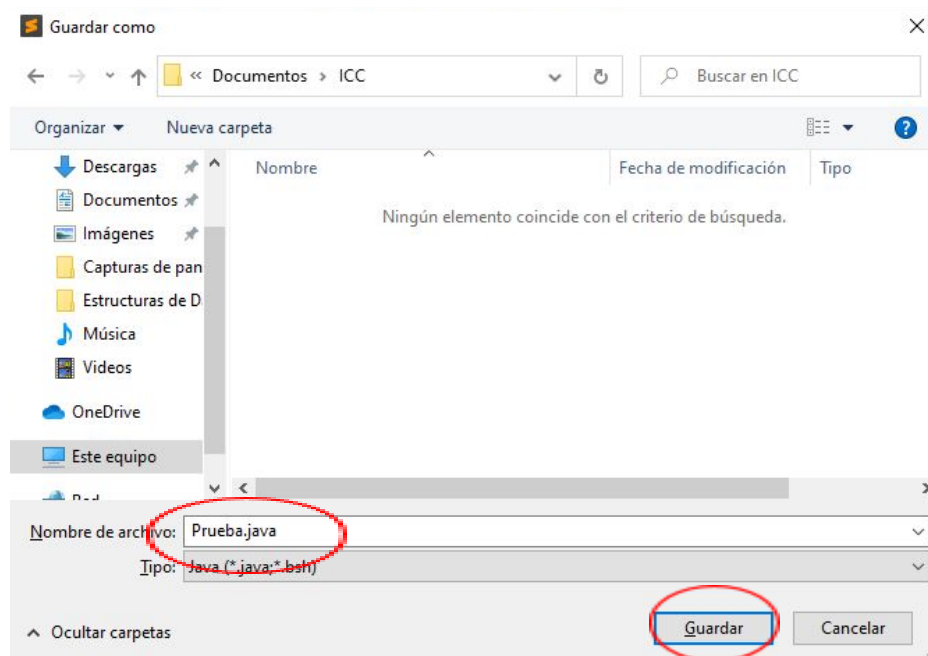 Guardar como
« Documentos › ICC
Buscar en ICC
Organizar
Nueva carpeta
Descargas
Documentos
Imágenes
Capturas de pan
Estructuras de D
Música
Videos
OneDrive
Este equipo
Red
Nombre
Fecha de modificación
Tipo
Ningún elemento coincide con el criterio de búsqueda.
Nombre de archivo: Prueba.java
Tipo: Java (*.java;*.bsh)
Ocultar carpetas
Guardar
Cancelar